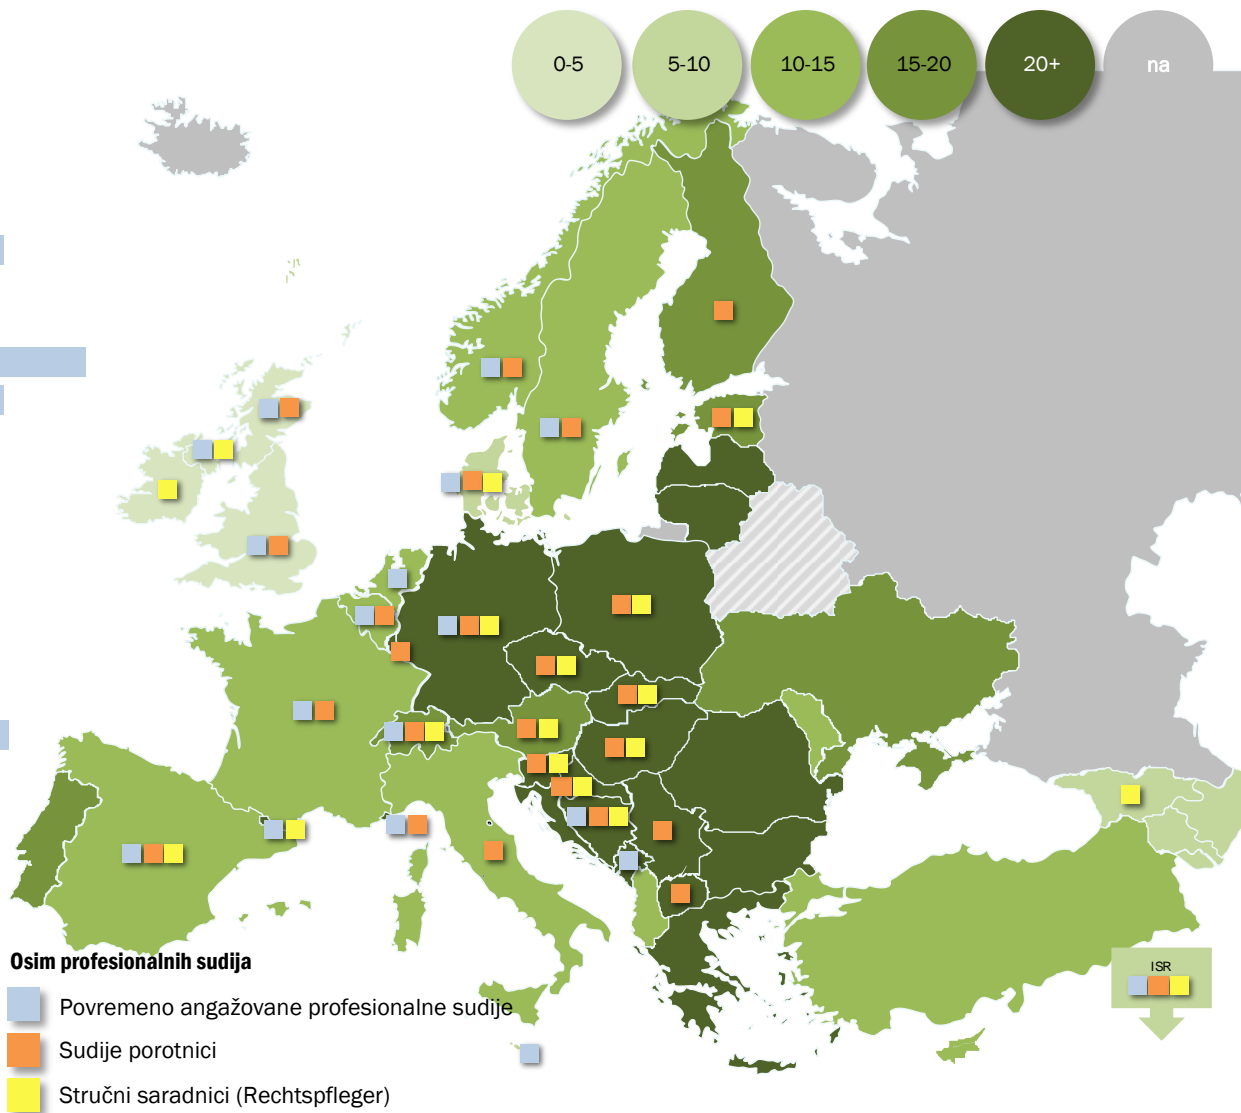 0-5
5-10
10-15
15-20
20+
na
ISR
Osim profesionalnih sudija
Povremeno angažovane profesionalne sudije
Sudije porotnici
Stručni saradnici (Rechtspfleger)